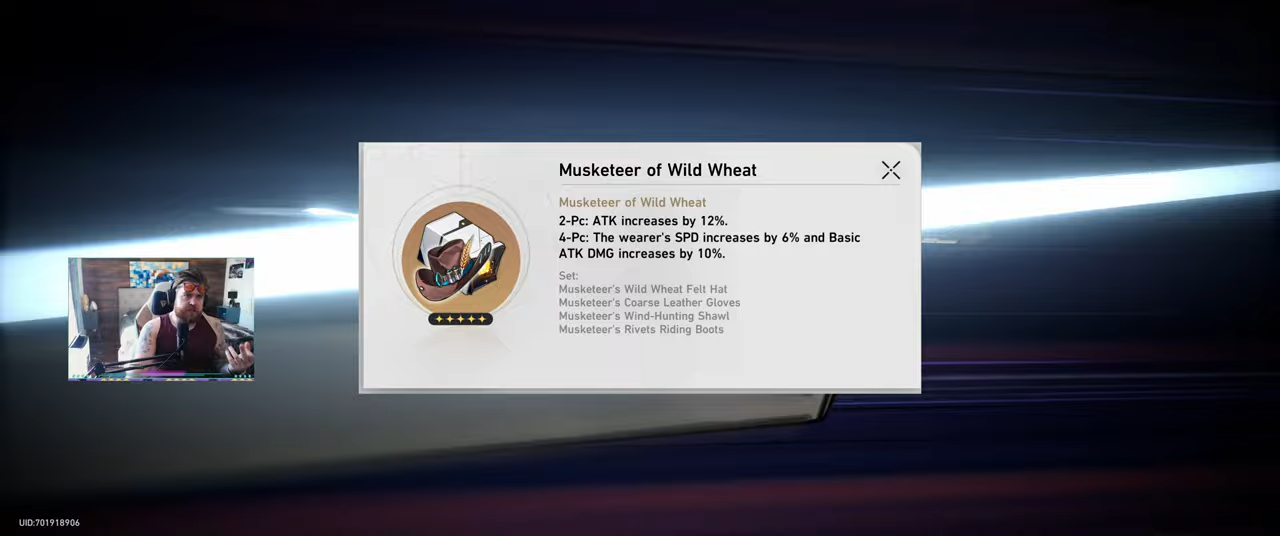 Musketeer of Wild Wheat
Musketeer of Wild Wheat
2-Pc: ATK increases by 12%.
4-Pc: The wearer's SPD increases by 6% and Basic
ATK DMG increases by 10%.
Set:
Musketeer's Wild Wheat Felt Hat
Musketeer's Coarse Leather Gloves
Musketeer's Wind-Hunting Shawl
Musketeer's Rivets Riding Boots
UID:701918906